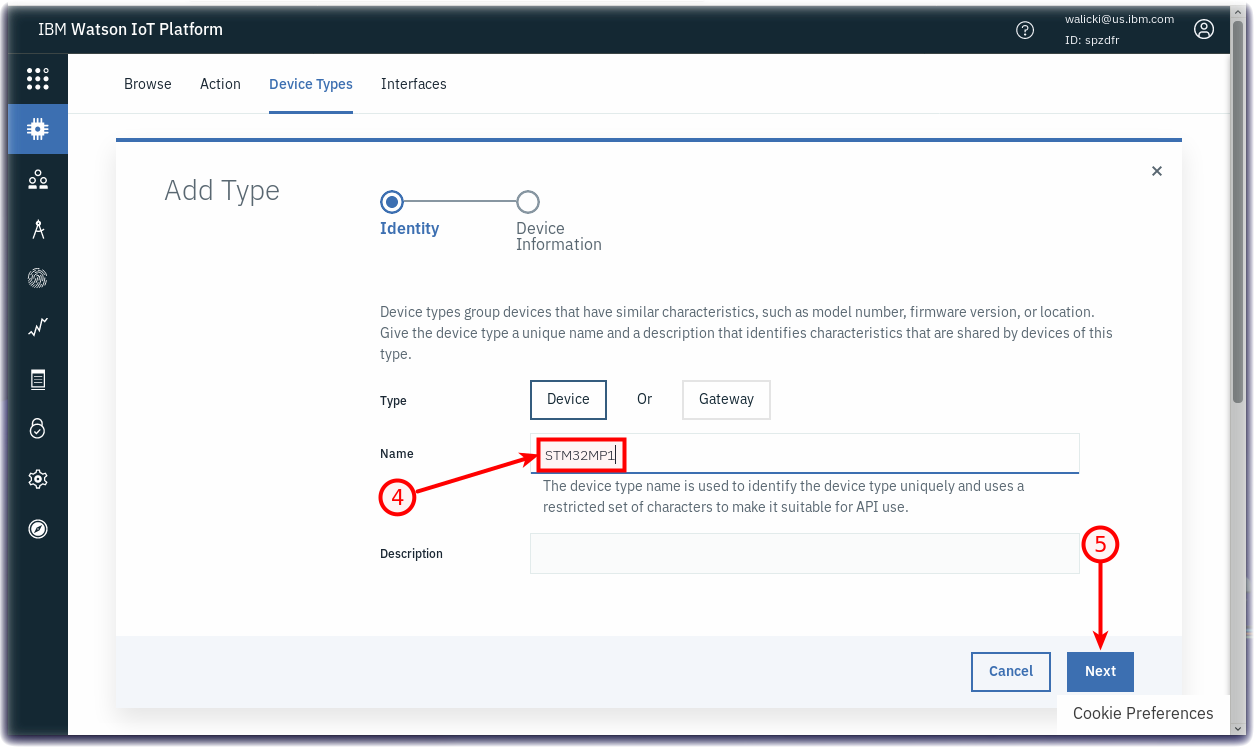 IBM Watson IoT Platform
walicki@us.ibm.com
ID: spzdfr
Browse Action Device Types Interfaces
Add Type
Identity
Device
Information
Device types group devices that have similar characteristics, such as model number, firmware version, or location.
Give the device type a unique name and a description that identifies characteristics that are shared by devices of this
type.
Type Device Or Gateway
Name STM32MP1
4
The device type name is used to identify the device type uniquely and uses a
restricted set of characters to make it suitable for API use.
Description
5
Cancel Next
Cookie Preferences